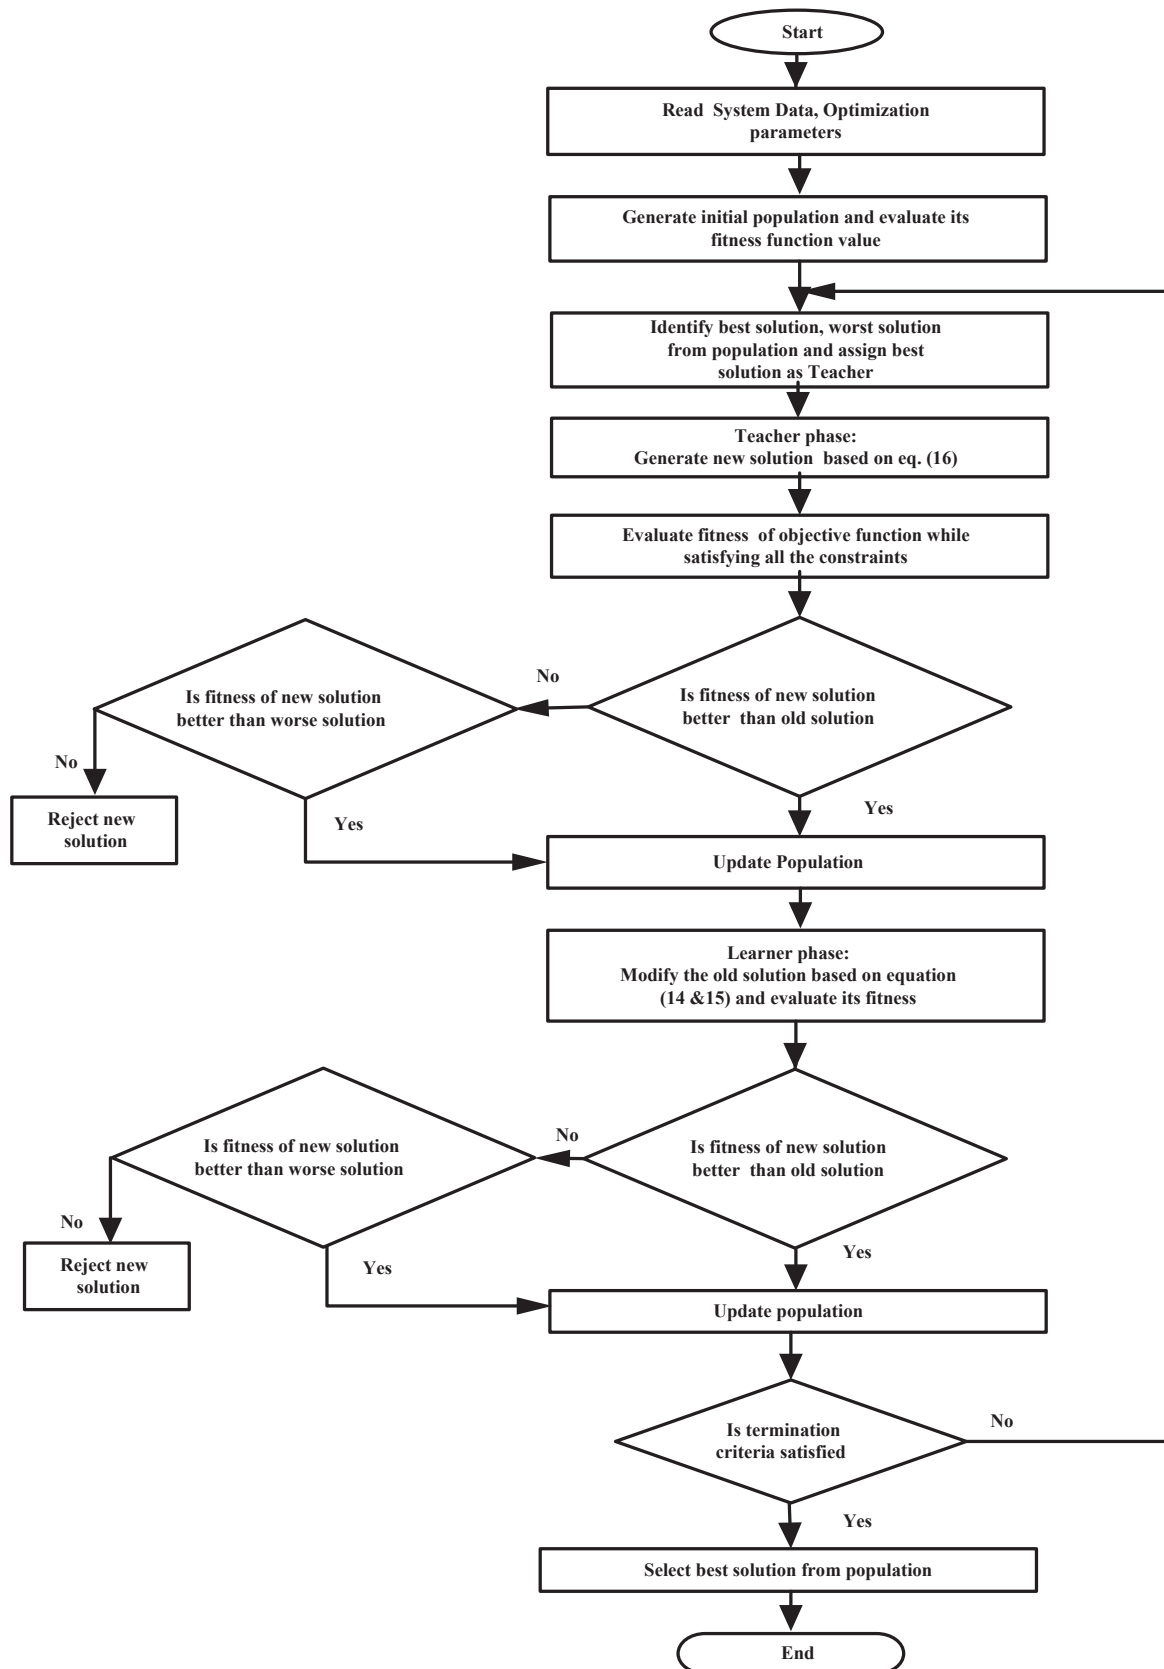 Start
Read System Data, Optimization
parameters
Generate initial population and evaluate its
fitness function value
Identify best solution, worst solution
from population and assign best
solution as Teacher
Teacher phase:
Generate new solution based on eq. (16)
Evaluate fitness of objective function while
satisfying all the constraints
Is fitness of new solution
better than old solution
No
Is fitness of new solution
better than worse solution
No
Reject new
solution
Yes
Yes
Update Population
Learner phase:
Modify the old solution based on equation
(14 &15) and evaluate its fitness
Is fitness of new solution
better than old solution
No
Is fitness of new solution
better than worse solution
No
Reject new
solution
Yes
Yes
Update population
Is termination
criteria satisfied
No
Yes
Select best solution from population
End